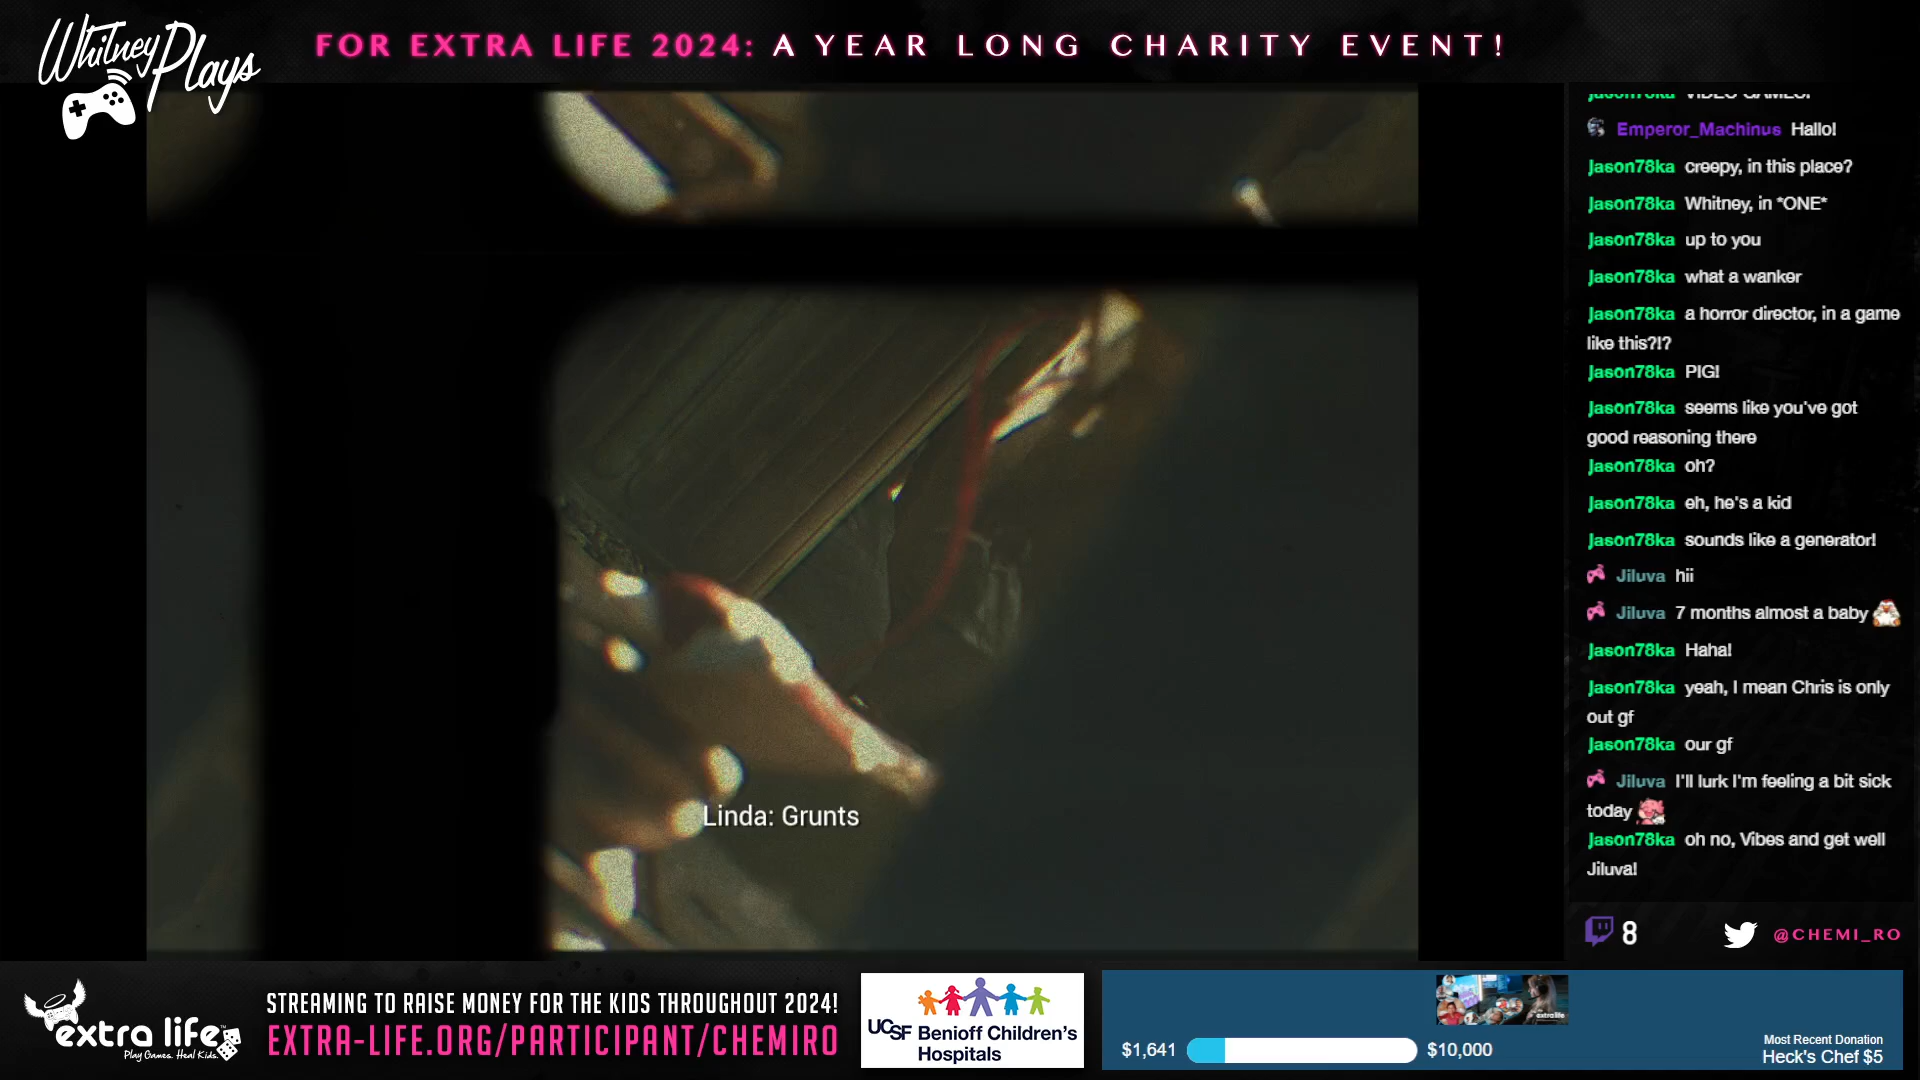 Whitney Plays
FOR EXTRA LIFE 2024: A YEAR LONG CHARITY EVENT!
Jason78ka VIDEO GAMES!
Emperor_Machinus Hallo!
Jason78ka creepy, in this place?
Jason78ka Whitney, in *ONE*
Jason78ka up to you
Jason78ka what a wanker
Jason78ka a horror director, in a game
like this?!?
Jason78ka PIG!
Jason78ka seems like you've got
good reasoning there
Jason78ka oh?
Jason78ka eh, he's a kid
Jason78ka sounds like a generator!
Jiluva hii
Jiluva 7 months almost a baby
Jason78ka Haha!
Jason78ka yeah, I mean Chris is only
out gf
Jason78ka our gf
Jiluva I'll lurk I'm feeling a bit sick
today
Jason78ka oh no, Vibes and get well
Jiluva!
Linda: Grunts
8
@CHEMI_RO
extra life
Play Games. Heal Kids.
STREAMING TO RAISE MONEY FOR THE KIDS THROUGHOUT 2024!
EXTRA-LIFE.ORG/PARTICIPANT/CHEMIRO
UCSF Benioff Children's
Hospitals
$1,641
$10,000
Most Recent Donation
Heck's Chef $5